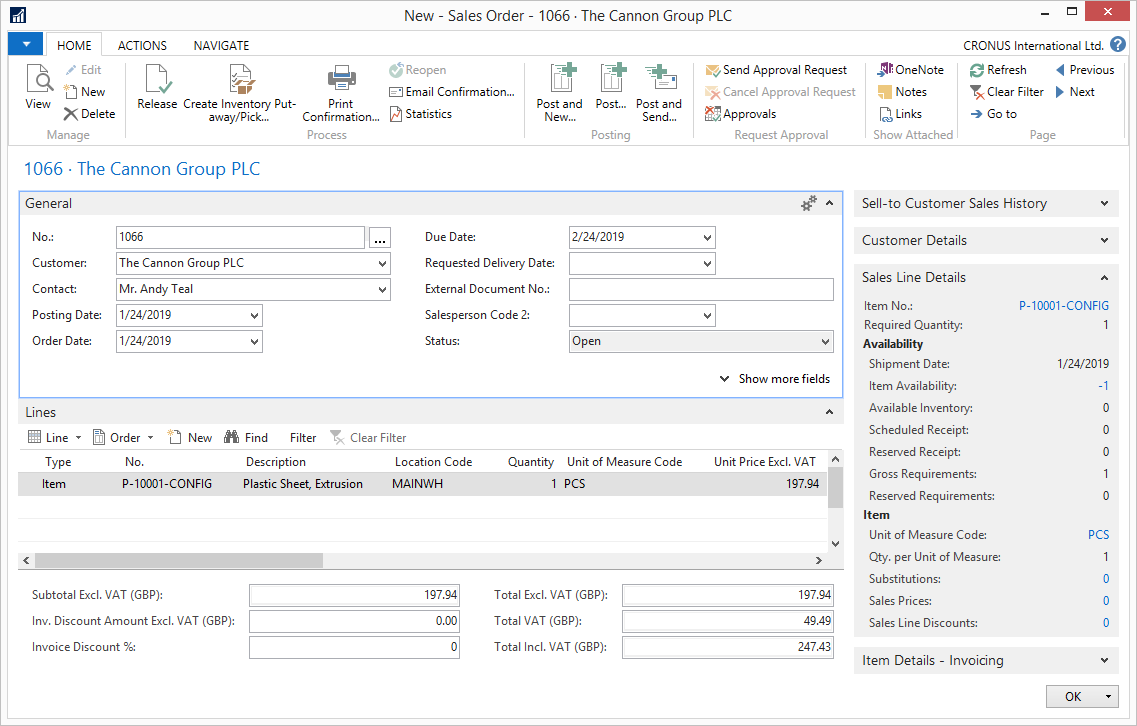 New - Sales Order - 1066 · The Cannon Group PLC
HOME ACTIONS NAVIGATE CRONUS International Ltd. ?
View
Edit
New
Delete
Manage
Release
Create Inventory Put-
away/Pick...
Print
Confirmation...
Reopen
Email Confirmation...
Statistics
Process
Post and
New...
Post...
Post and
Send...
Posting
Send Approval Request
Cancel Approval Request
Approvals
Request Approval
OneNote
Notes
Links
Show Attached
Refresh
Clear Filter
Go to
Previous
Next
Page
1066 · The Cannon Group PLC
General
No.: 1066 ...
Customer: The Cannon Group PLC
Contact: Mr. Andy Teal
Posting Date: 1/24/2019
Order Date: 1/24/2019
Due Date: 2/24/2019
Requested Delivery Date:
External Document No.:
Salesperson Code 2:
Status: Open
Show more fields
Lines
Line Order New Find Filter Clear Filter
Type No. Description Location Code Quantity Unit of Measure Code Unit Price Excl. VAT
Item P-10001-CONFIG Plastic Sheet, Extrusion MAINWH 1 PCS 197.94
Subtotal Excl. VAT (GBP): 197.94
Inv. Discount Amount Excl. VAT (GBP): 0.00
Invoice Discount %: 0
Total Excl. VAT (GBP): 197.94
Total VAT (GBP): 49.49
Total Incl. VAT (GBP): 247.43
Sell-to Customer Sales History
Customer Details
Sales Line Details
Item No.: P-10001-CONFIG
Required Quantity: 1
Availability
Shipment Date: 1/24/2019
Item Availability: -1
Available Inventory: 0
Scheduled Receipt: 0
Reserved Receipt: 0
Gross Requirements: 1
Reserved Requirements: 0
Item
Unit of Measure Code: PCS
Qty. per Unit of Measure: 1
Substitutions: 0
Sales Prices: 0
Sales Line Discounts: 0
Item Details - Invoicing
OK